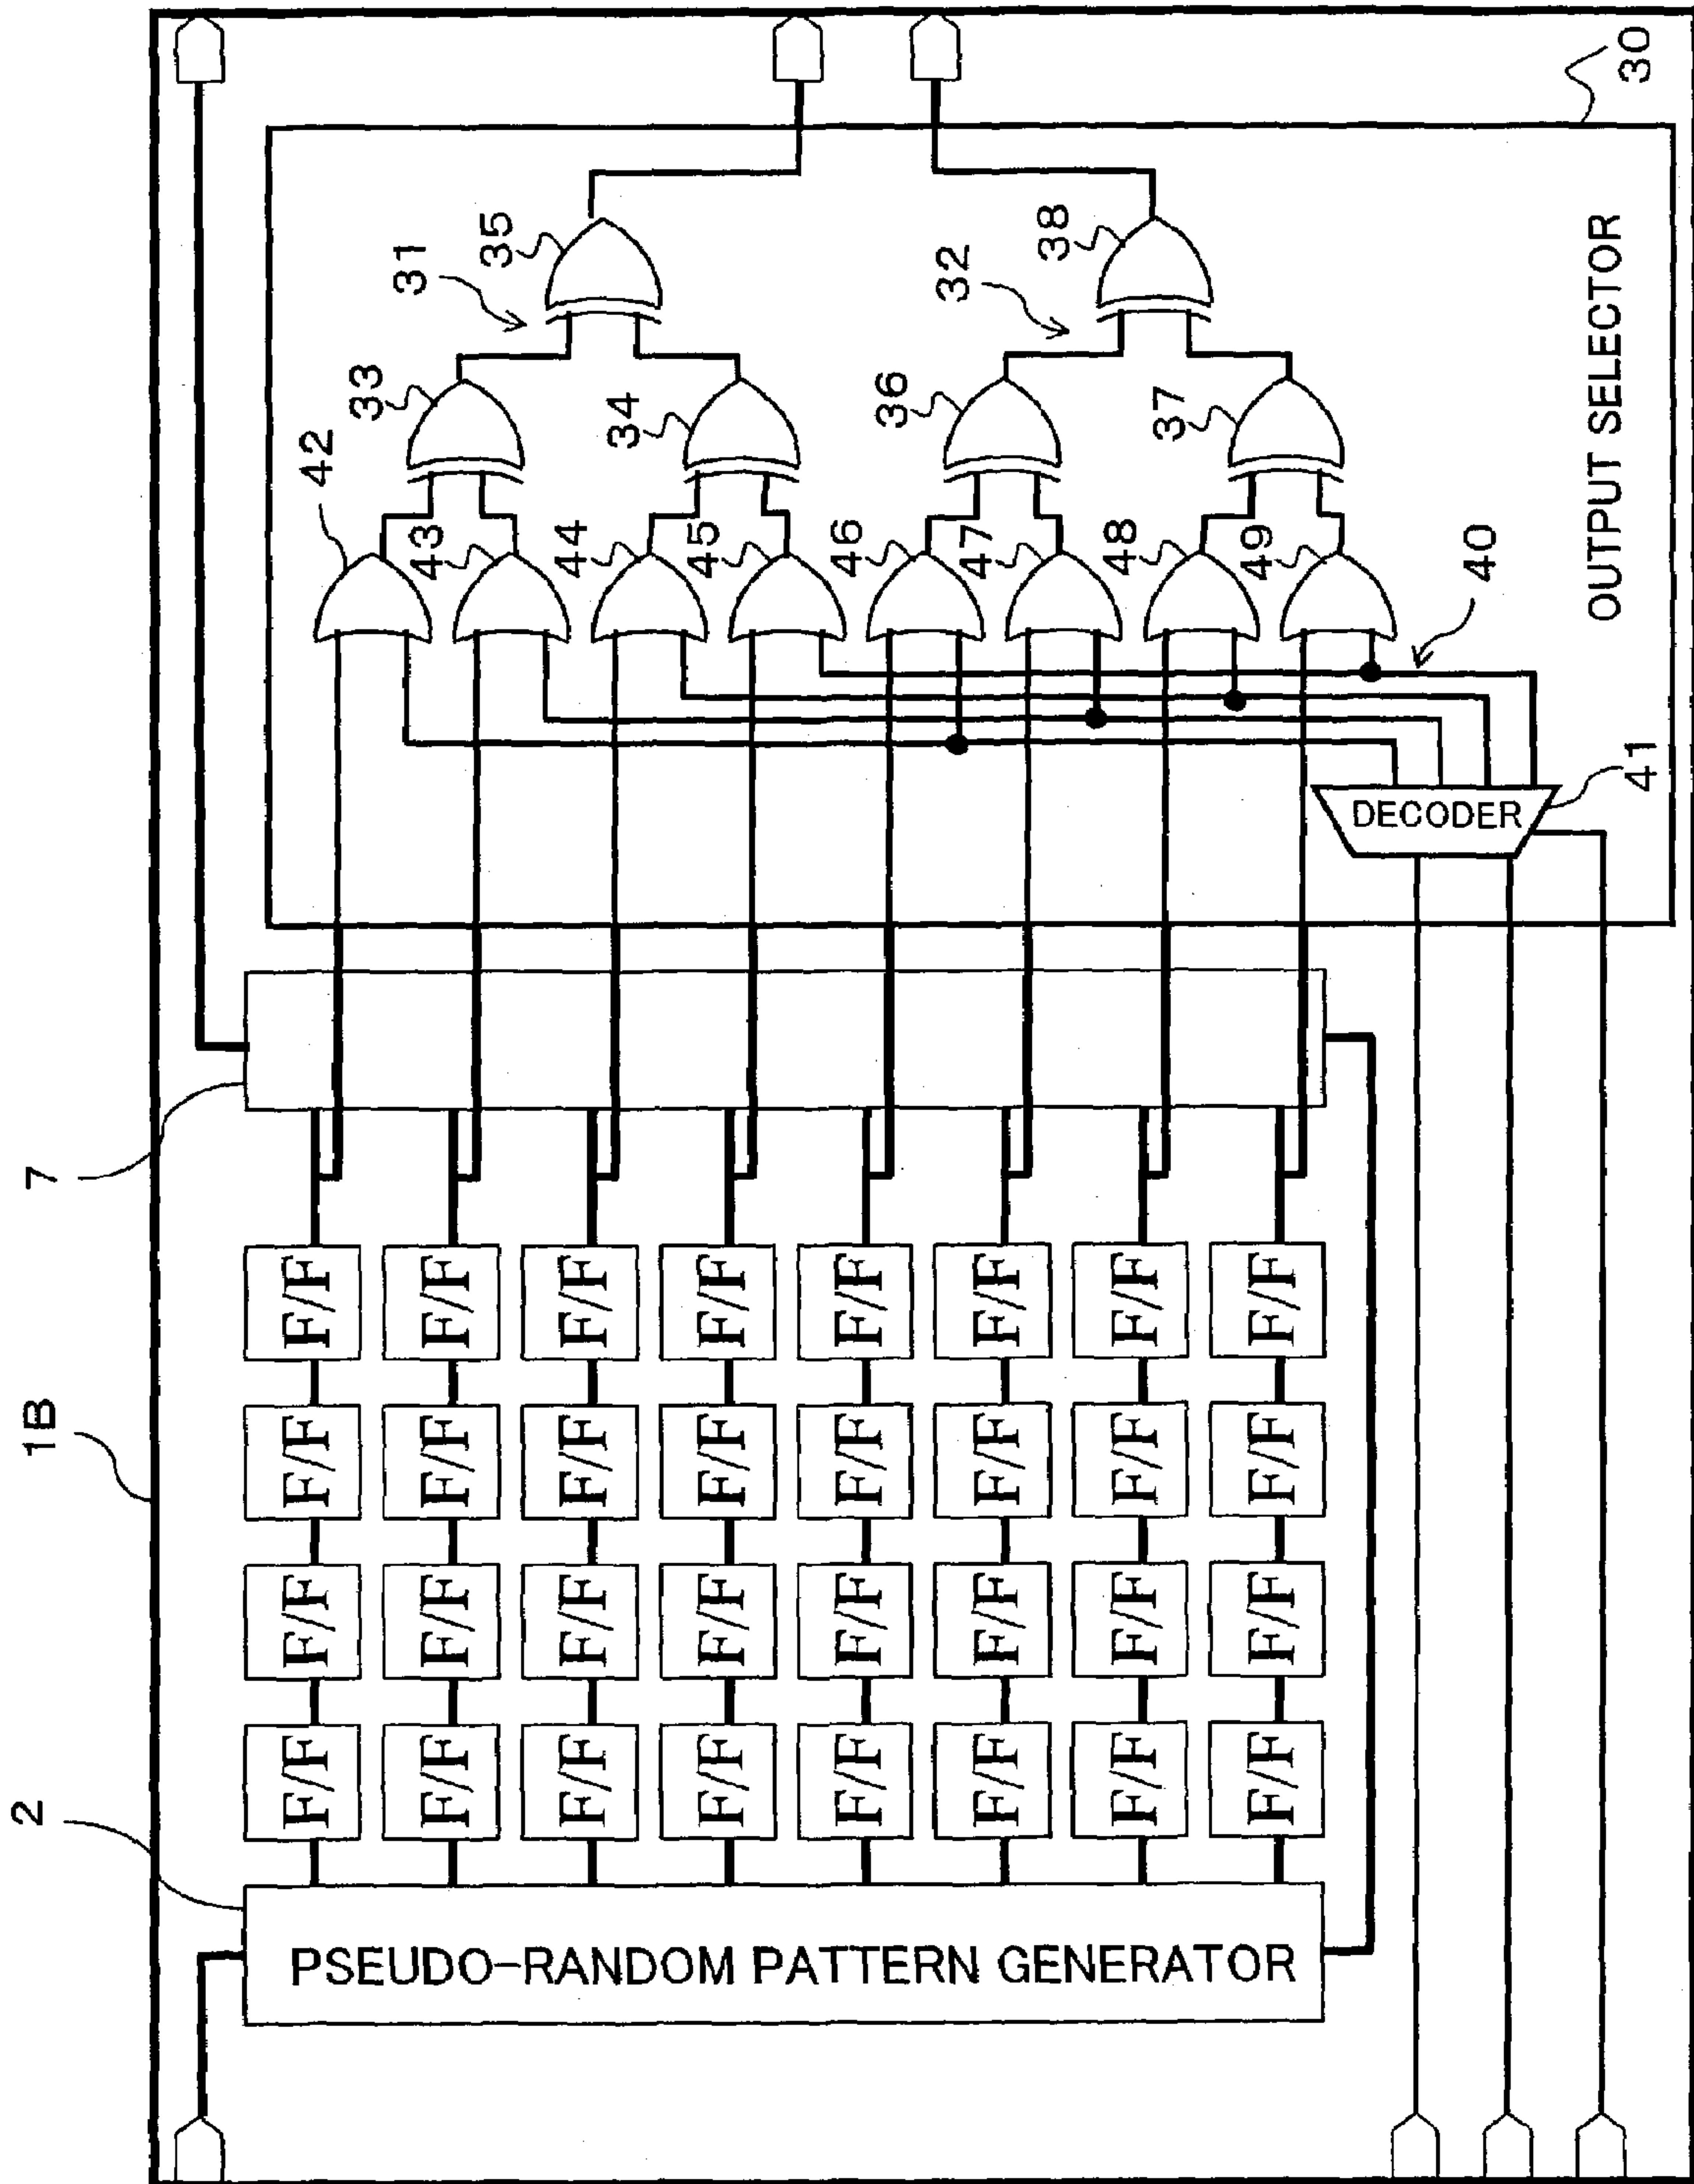 1B
2
7
30
31
35
32
38
33
34
36
37
42
43
44
45
46
47
48
49
40
41
DECODER
OUTPUT SELECTOR
F/F F/F F/F F/F F/F F/F F/F F/F
F/F F/F F/F F/F F/F F/F F/F F/F
F/F F/F F/F F/F F/F F/F F/F F/F
F/F F/F F/F F/F F/F F/F F/F F/F
PSEUDO-RANDOM PATTERN GENERATOR